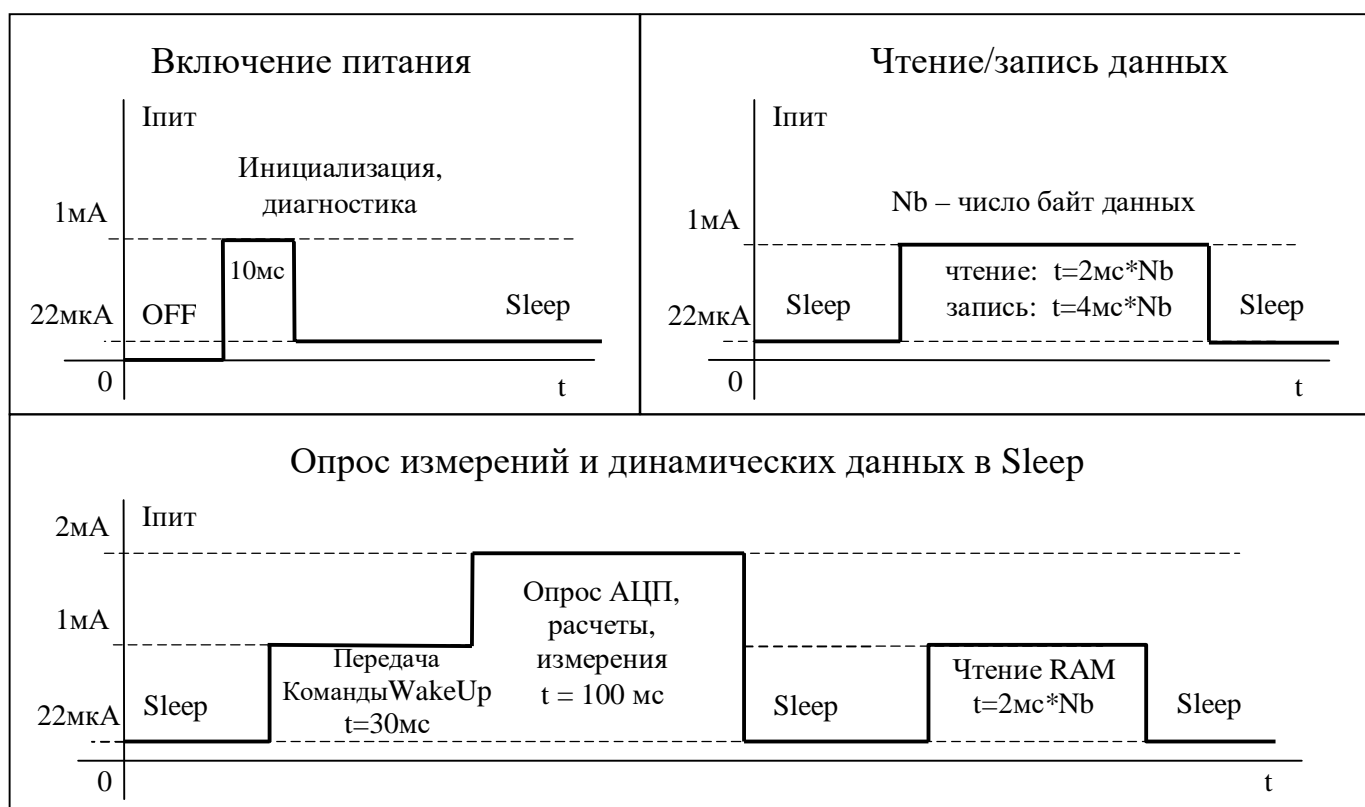 Включение питания
Iпит
Инициализация,
диагностика
1мА
10мс
22мкА
OFF
Sleep
0
t
Чтение/запись данных
Iпит
Nb – число байт данных
1мА
чтение: t=2мс*Nb
запись: t=4мс*Nb
22мкА
Sleep
Sleep
0
t
Опрос измерений и динамических данных в Sleep
2мА
Iпит
Опрос АЦП,
расчеты,
измерения
t = 100 мс
1мА
Передача
КомандыWakeUp
t=30мс
Чтение RAM
t=2мс*Nb
22мкА
Sleep
Sleep
Sleep
0
t